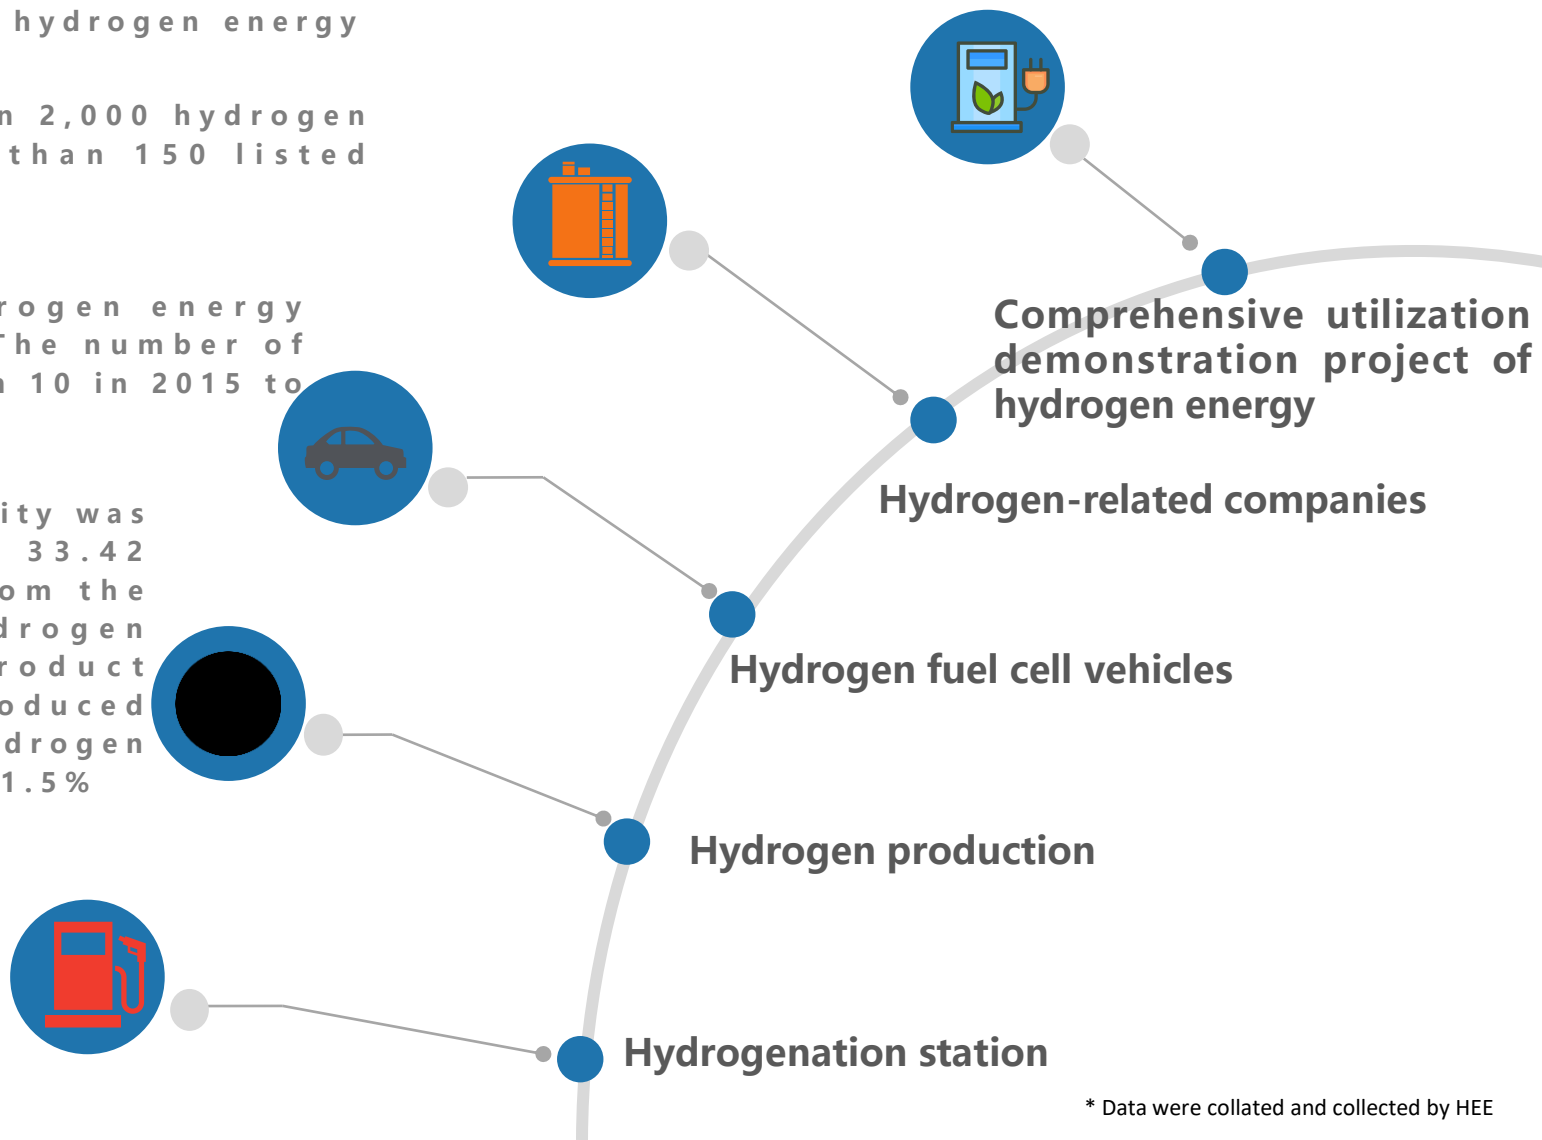 hydrogen energy
n 2,000 hydrogen
than 150 listed
rogen energy
The number of
10 in 2015 to
ity was
33.42
om the
drogen
roduct
oduced
drogen
1.5%
Comprehensive utilization
demonstration project of
hydrogen energy
Hydrogen-related companies
Hydrogen fuel cell vehicles
Hydrogen production
Hydrogenation station
* Data were collated and collected by HEE